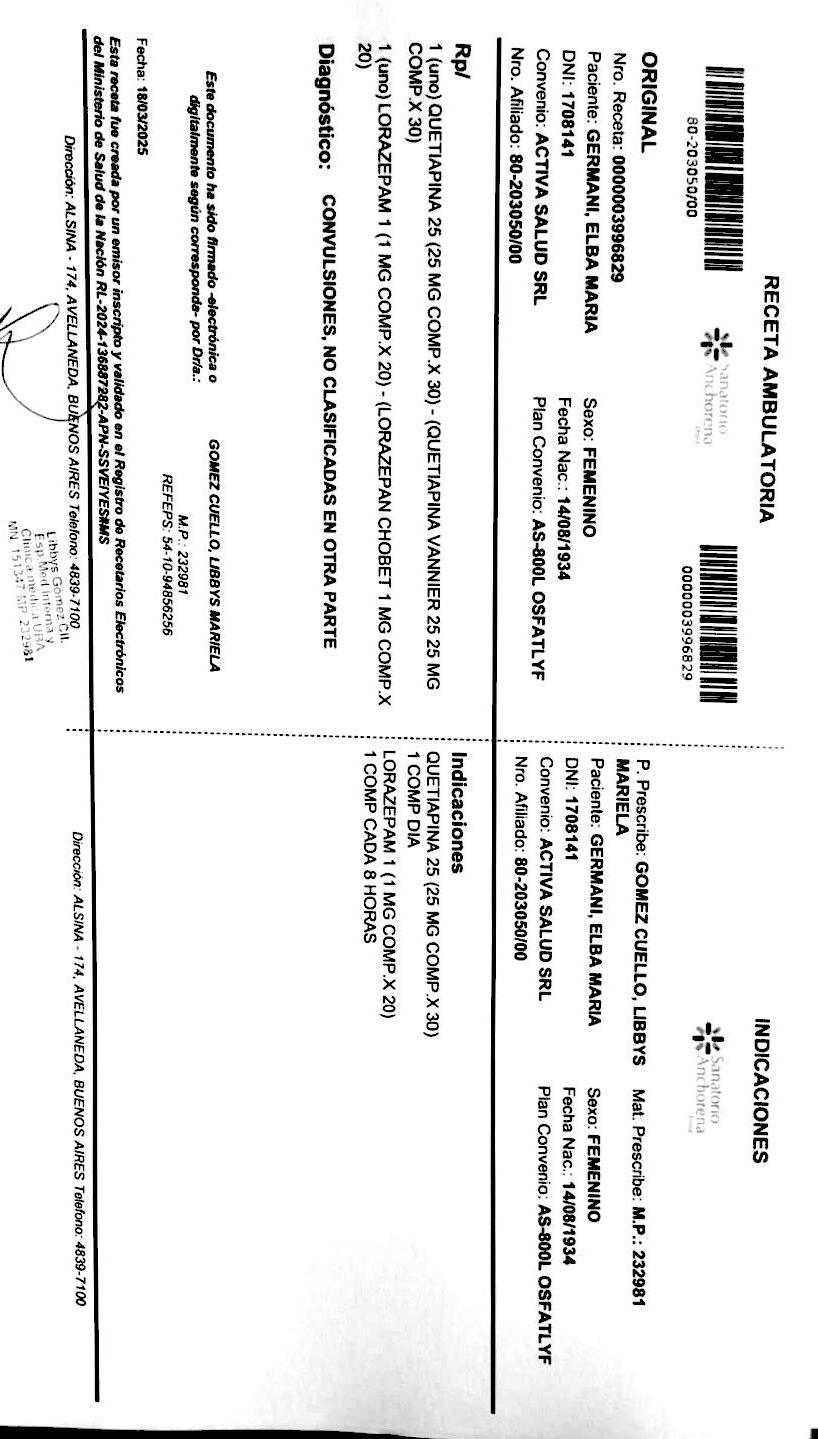 RECETA AMBULATORIA
80-203050/00
Sanatorio
Anchorena
0000003996829
ORIGINAL
Nro. Receta: 0000003996829
Paciente: GERMANI, ELBA MARIA
Sexo: FEMENINO
DNI: 1708141
Fecha Nac.: 14/08/1934
Convenio: ACTIVA SALUD SRL
Plan Convenio: AS-800L OSFATLYF
Nro. Afiliado: 80-203050/00
Rp/
1 (uno) QUETIAPINA 25 (25 MG COMP.X 30) - (QUETIAPINA VANNIER 25 25 MG
COMP.X 30)
1 (uno) LORAZEPAM 1 (1 MG COMP.X 20) - (LORAZEPAN CHOBET 1 MG COMP.X
20)
Diagnóstico: CONVULSIONES, NO CLASIFICADAS EN OTRA PARTE
Este documento ha sido firmado -electrónica o
digitalmente según corresponde- por Dr/a.:
GOMEZ CUELLO, LIBBYS MARIELA
M.P.: 232981
REFEPS: 54-10-94856256
Fecha: 18/03/2025
Esta receta fue creada por un emisor inscripto y validado en el Registro de Recetarios Electrónicos
del Ministerio de Salud de la Nación RL-2024-136887282-APN-SSVEIYES#MS
Dirección: ALSINA - 174, AVELLANEDA, BUENOS AIRES Telefono: 4839-7100
Libbys Gomez CII.
Esp Med Interna y
Clinica medica UBA
MN 151347 MP 232981
INDICACIONES
Sanatorio
Anchorena
P. Prescribe: GOMEZ CUELLO, LIBBYS
MARIELA
Mat. Prescribe: M.P.: 232981
Paciente: GERMANI, ELBA MARIA
Sexo: FEMENINO
DNI: 1708141
Fecha Nac.: 14/08/1934
Convenio: ACTIVA SALUD SRL
Plan Convenio: AS-800L OSFATLYF
Nro. Afiliado: 80-203050/00
Indicaciones
QUETIAPINA 25 (25 MG COMP.X 30)
1 COMP DIA
LORAZEPAM 1 (1 MG COMP.X 20)
1 COMP CADA 8 HORAS
Dirección: ALSINA - 174, AVELLANEDA, BUENOS AIRES Telefono: 4839-7100